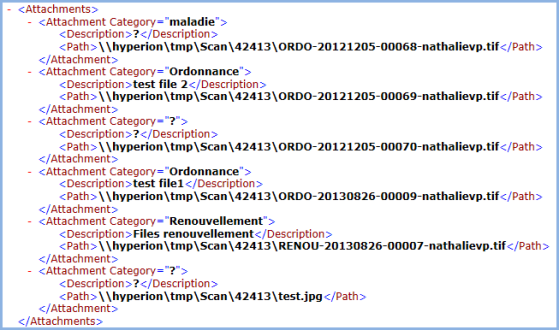 - <Attachments>
- <Attachment Category="maladie">
<Description>?</Description>
<Path>\\hyperion\tmp\Scan\42413\ORDO-20121205-00068-nathalievp.tif</Path>
</Attachment>
- <Attachment Category="Ordonnance">
<Description>test file 2</Description>
<Path>\\hyperion\tmp\Scan\42413\ORDO-20121205-00069-nathalievp.tif</Path>
</Attachment>
- <Attachment Category="?">
<Description>?</Description>
<Path>\\hyperion\tmp\Scan\42413\ORDO-20121205-00070-nathalievp.tif</Path>
</Attachment>
- <Attachment Category="Ordonnance">
<Description>test file1</Description>
<Path>\\hyperion\tmp\Scan\42413\ORDO-20130826-00009-nathalievp.tif</Path>
</Attachment>
- <Attachment Category="Renouvellement">
<Description>Files renouvellement</Description>
<Path>\\hyperion\tmp\Scan\42413\RENOU-20130826-00007-nathalievp.tif</Path>
</Attachment>
- <Attachment Category="?">
<Description>?</Description>
<Path>\\hyperion\tmp\Scan\42413\test.jpg</Path>
</Attachment>
</Attachments>